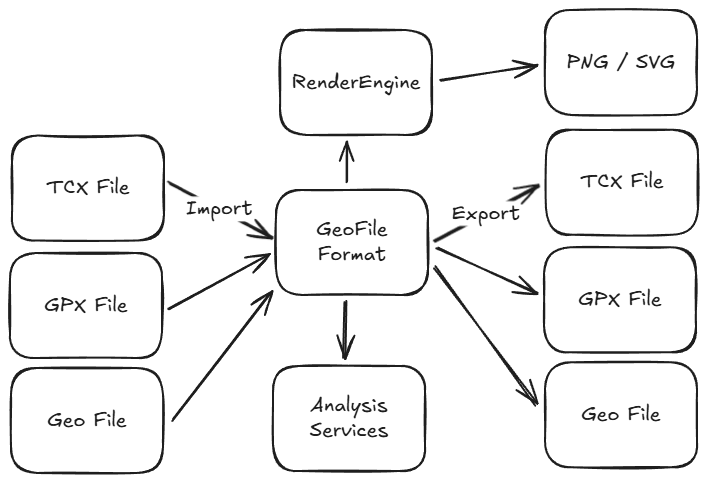 RenderEngine
PNG / SVG
TCX File
Import
GeoFile
Format
Export
TCX File
GPX File
GPX File
Geo File
Analysis
Services
Geo File